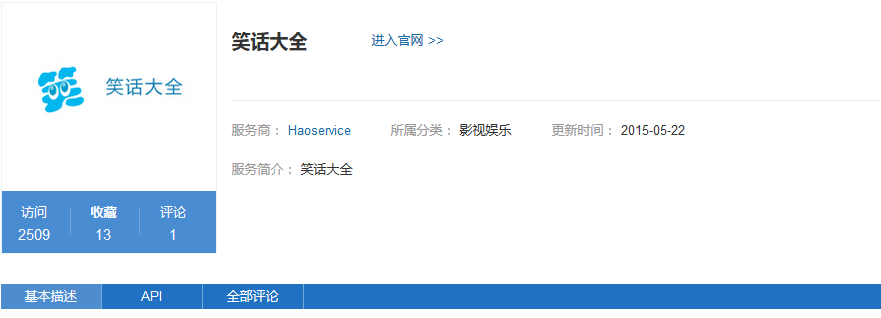 笑话大全
笑话大全 进入官网 >>
服务商： Haoservice 所属分类： 影视娱乐 更新时间： 2015-05-22
服务简介： 笑话大全
访问 收藏 评论
2509 13 1
基本描述 API 全部评论